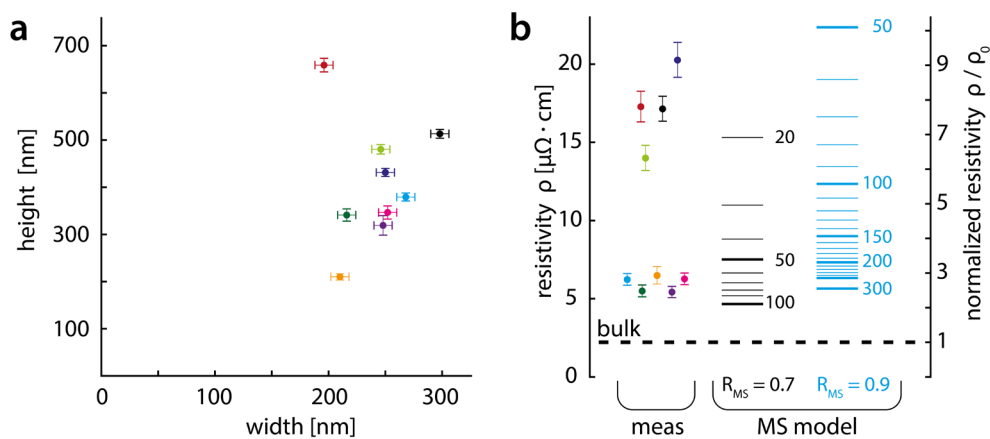 a
height [nm]
700
500
300
100
0
100
200
300
width [nm]
b
resistivity ρ [μΩ · cm]
20
15
10
5
0
bulk
meas
20
50
100
R_MS = 0.7
50
100
150
200
300
R_MS = 0.9
MS model
9
7
5
3
1
normalized resistivity ρ / ρ₀